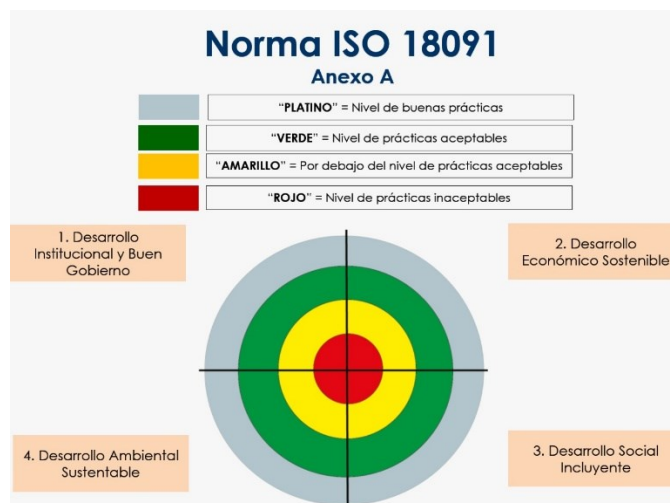 Norma ISO 18091
Anexo A
“PLATINO” = Nivel de buenas prácticas
“VERDE” = Nivel de prácticas aceptables
“AMARILLO” = Por debajo del nivel de prácticas aceptables
“ROJO” = Nivel de prácticas inaceptables
1. Desarrollo
Institucional y Buen
Gobierno
2. Desarrollo
Económico Sostenible
4. Desarrollo Ambiental
Sustentable
3. Desarrollo Social
Incluyente